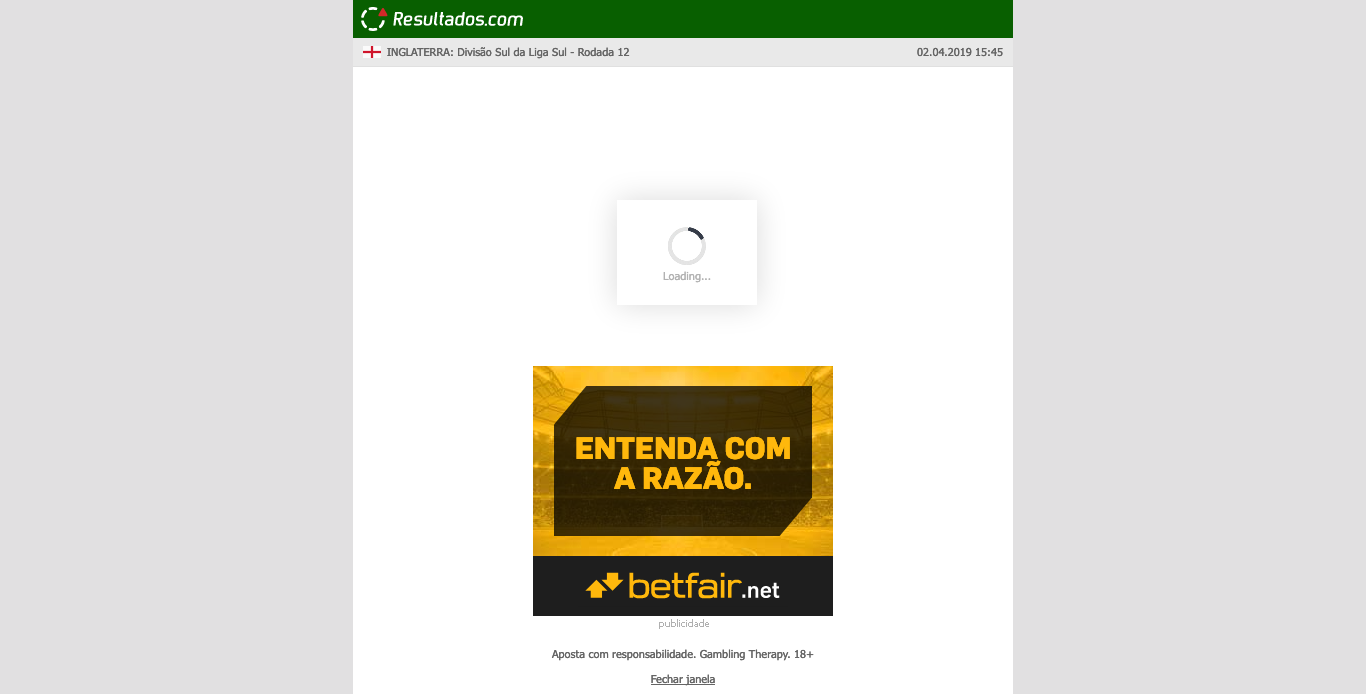 Resultados.com
INGLATERRA: Divisão Sul da Liga Sul - Rodada 12
02.04.2019 15:45
Loading...
ENTENDA COM
A RAZÃO.
betfair.net
publicidade
Aposta com responsabilidade. Gambling Therapy. 18+
Fechar janela